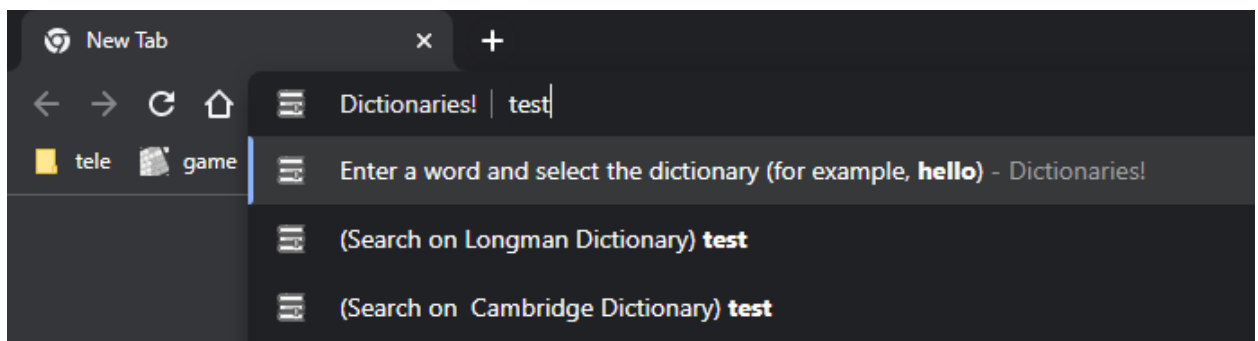 New Tab
Dictionaries! test
tele game Enter a word and select the dictionary (for example, hello) - Dictionaries!
(Search on Longman Dictionary) test
(Search on  Cambridge Dictionary) test